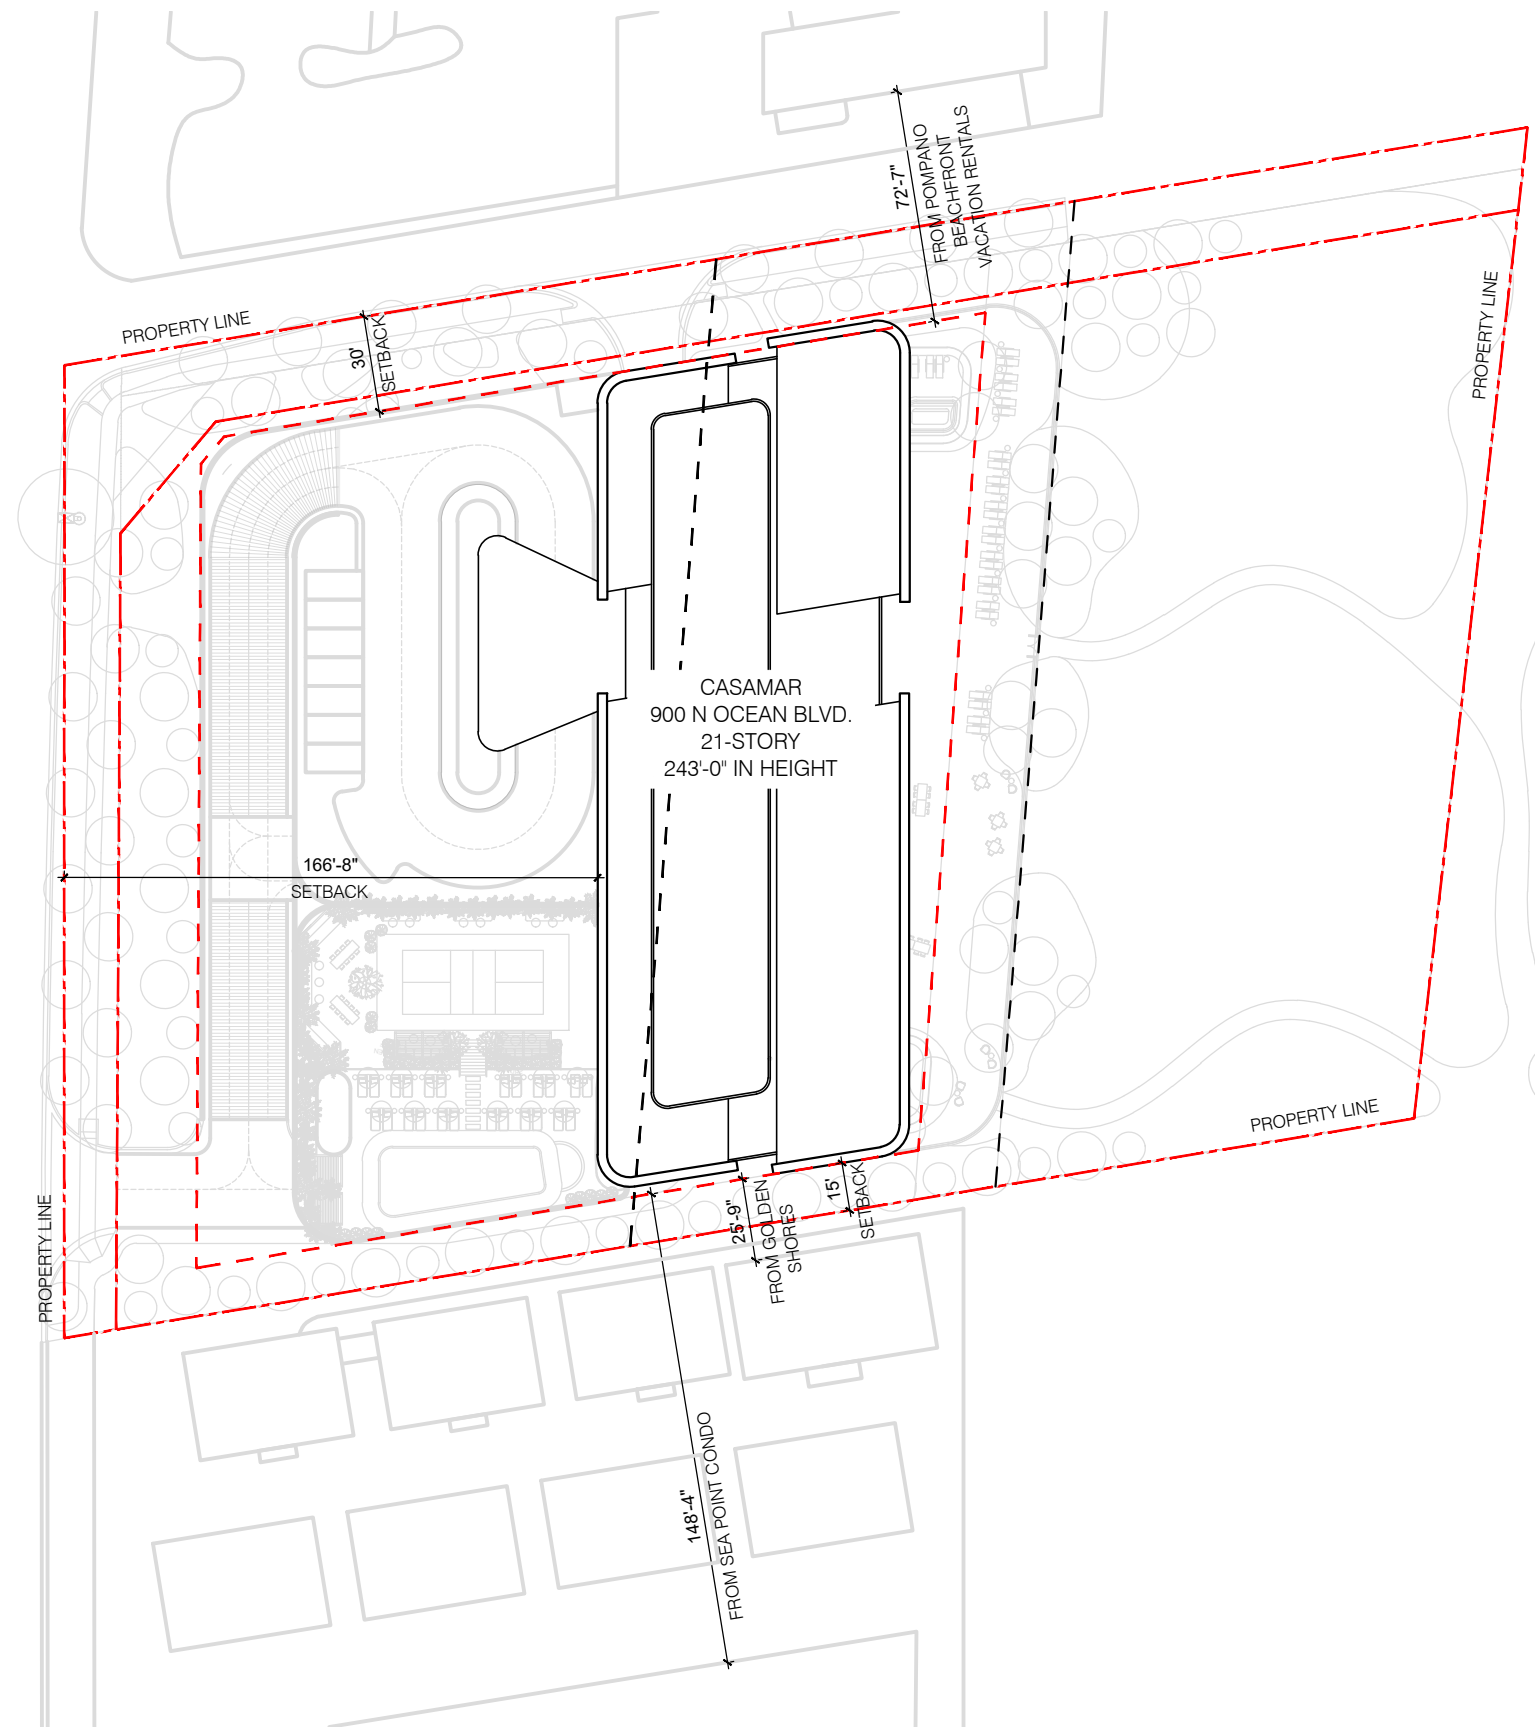 72'-7"
FROM POMPANO
BEACHFRONT
VACATION RENTALS
PROPERTY LINE
30'
SETBACK
PROPERTY LINE
CASAMAR
900 N OCEAN BLVD.
21-STORY
243'-0" IN HEIGHT
166'-8"
SETBACK
PROPERTY LINE
PROPERTY LINE
25'-9"
FROM GOLDEN
SHORES
15'
SETBACK
148'-4"
FROM SEA POINT CONDO